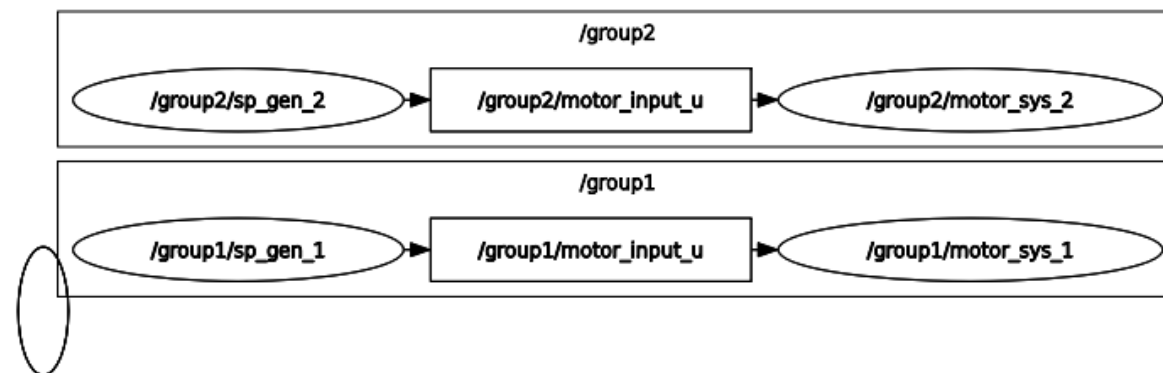 /group2
/group2/sp_gen_2 /group2/motor_input_u /group2/motor_sys_2
/group1
/group1/sp_gen_1 /group1/motor_input_u /group1/motor_sys_1